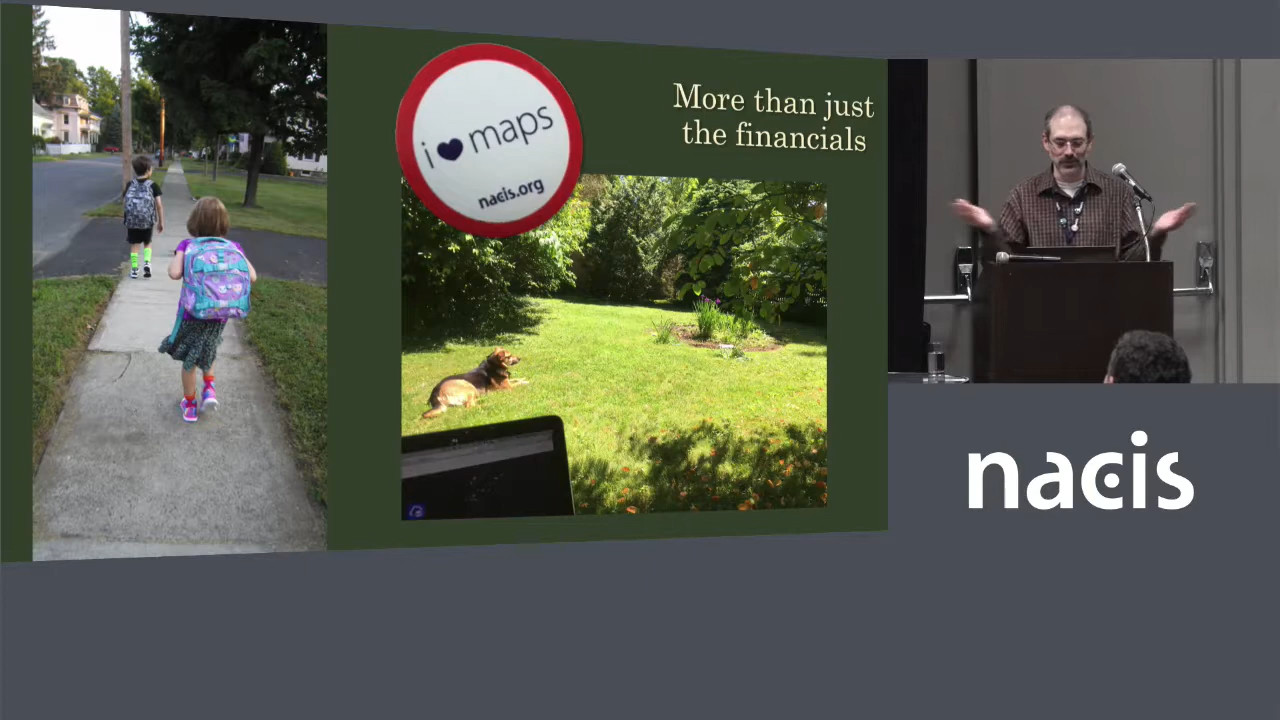 i ♥ maps
nacis.org
More than just
the financials
nacis